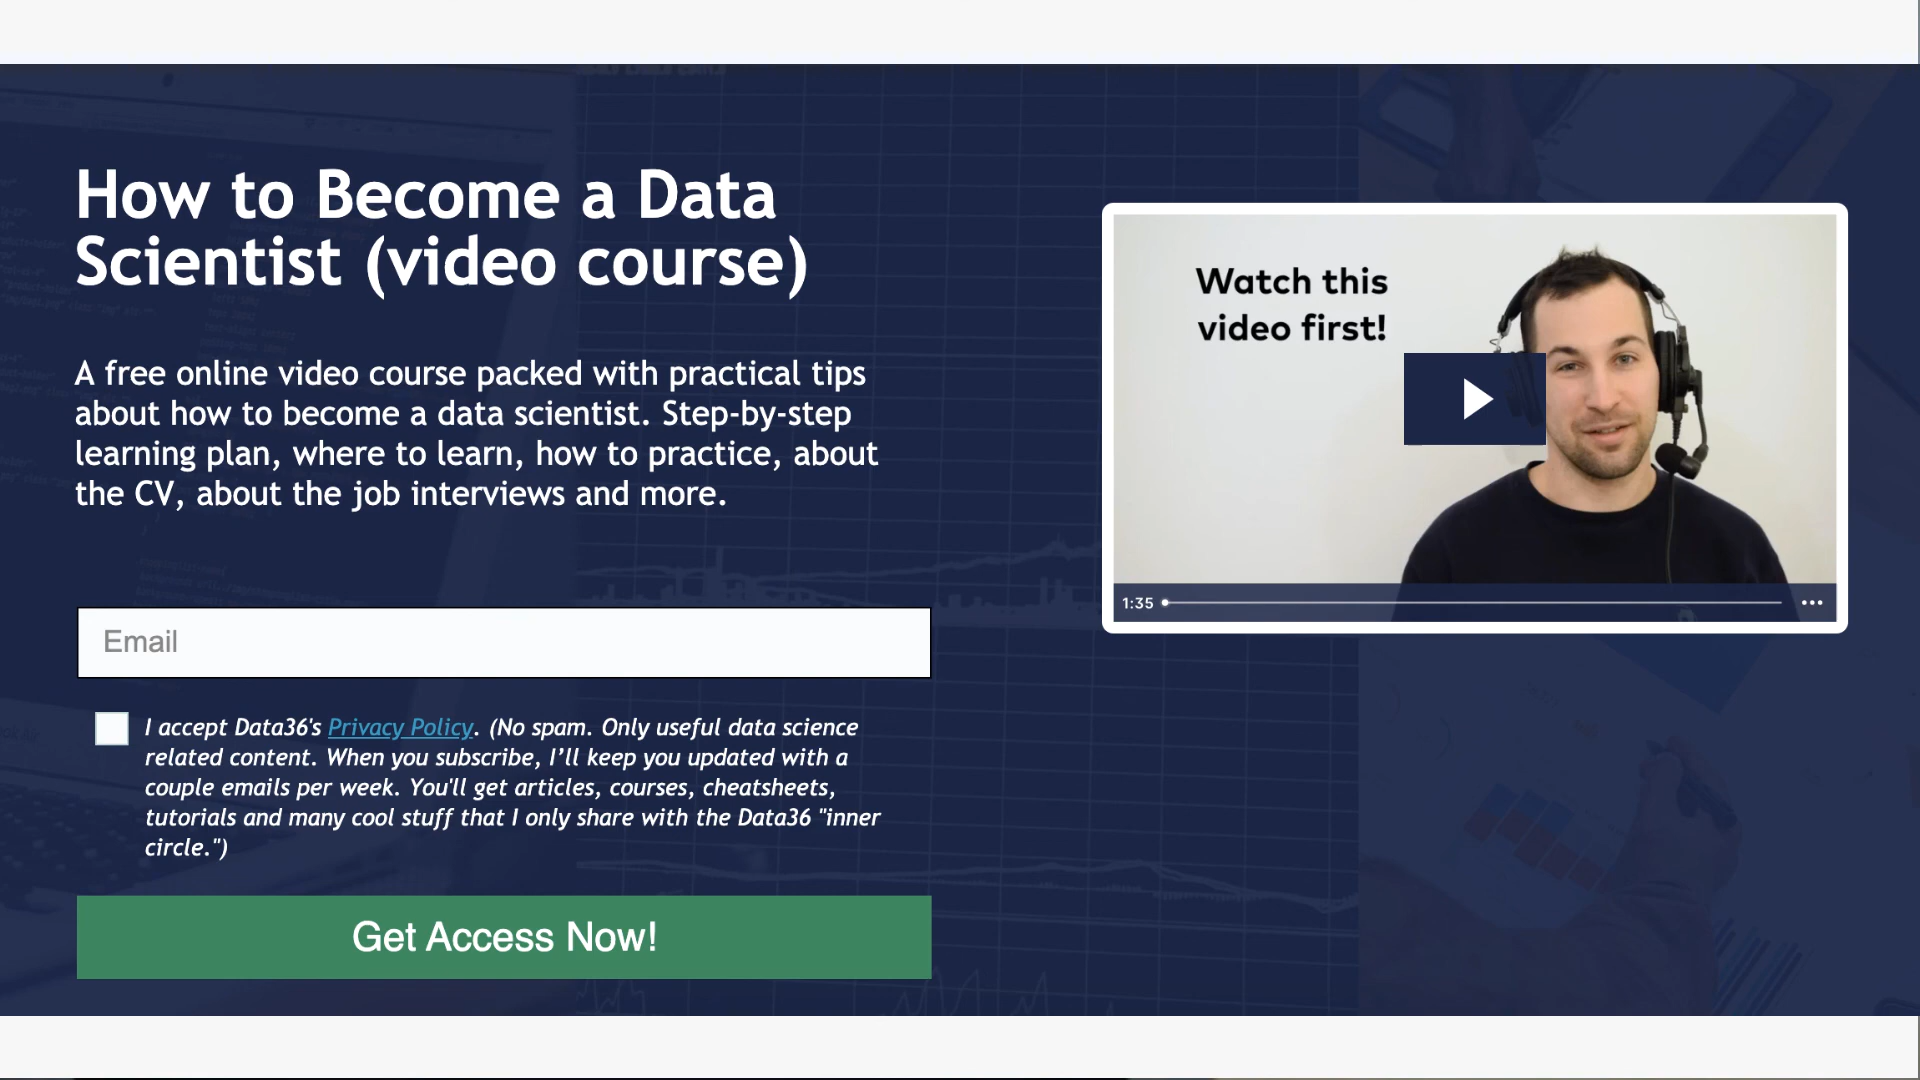 How to Become a Data
Scientist (video course)
A free online video course packed with practical tips
about how to become a data scientist. Step-by-step
learning plan, where to learn, how to practice, about
the CV, about the job interviews and more.
Email
I accept Data36's Privacy Policy. (No spam. Only useful data science
related content. When you subscribe, I’ll keep you updated with a
couple emails per week. You'll get articles, courses, cheatsheets,
tutorials and many cool stuff that I only share with the Data36 "inner
circle.")
Get Access Now!
Watch this
video first!
1:35